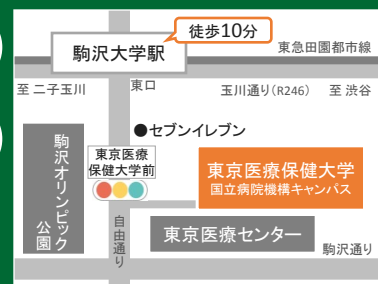 徒歩10分
駒沢大学駅
東急田園都市線
至 二子玉川
東口
玉川通り(R246)
至 渋谷
●セブンイレブン
東京医療
保健大学前
駒沢オリンピック
公園
東京医療保健大学
国立病院機構キャンパス
自由通り
東京医療センター
駒沢通り